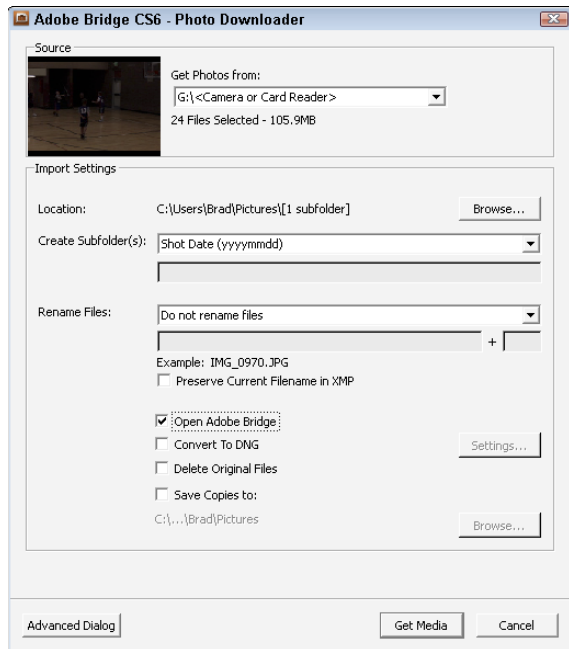 Adobe Bridge CS6 - Photo Downloader
Source
Get Photos from:
G:\<Camera or Card Reader>
24 Files Selected - 105.9MB
Import Settings
Location: C:\Users\Brad\Pictures\[1 subfolder] Browse...
Create Subfolder(s): Shot Date (yyyymmdd)
Rename Files: Do not rename files
+
Example: IMG_0970.JPG
Preserve Current Filename in XMP
Open Adobe Bridge
Convert To DNG Settings...
Delete Original Files
Save Copies to:
C:\...\Brad\Pictures Browse...
Advanced Dialog Get Media Cancel